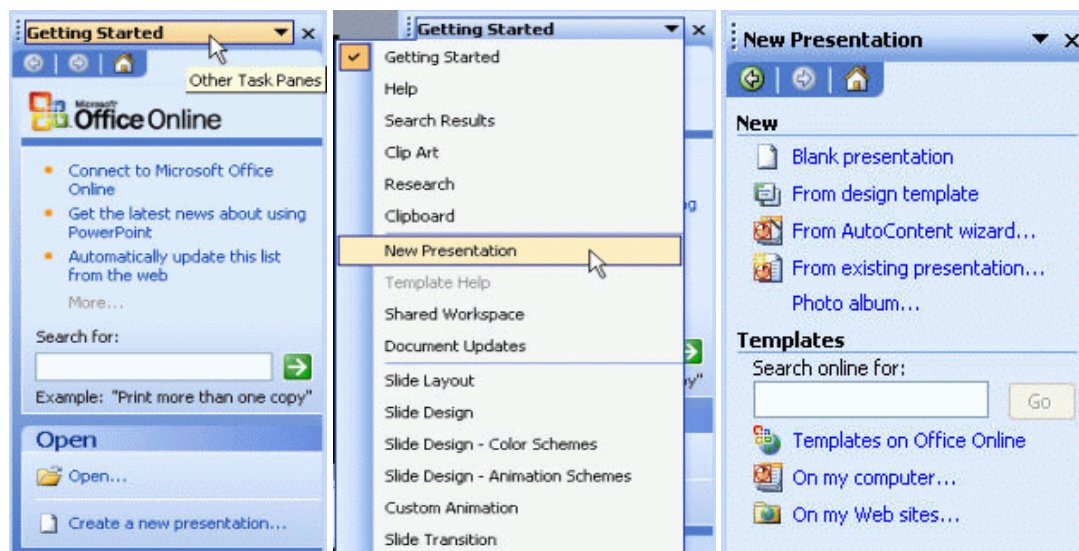 Getting Started
Other Task Panes
Microsoft
Office Online
Connect to Microsoft Office
Online
Get the latest news about using
PowerPoint
Automatically update this list
from the web
More...
Search for:
Example: "Print more than one copy"
Open
Open...
Create a new presentation...
Getting Started
Getting Started
Help
Search Results
Clip Art
Research
Clipboard
New Presentation
Template Help
Shared Workspace
Document Updates
Slide Layout
Slide Design
Slide Design - Color Schemes
Slide Design - Animation Schemes
Custom Animation
Slide Transition
y"
New Presentation
New
Blank presentation
From design template
From AutoContent wizard...
From existing presentation...
Photo album...
Templates
Search online for:
Go
Templates on Office Online
On my computer...
On my Web sites...